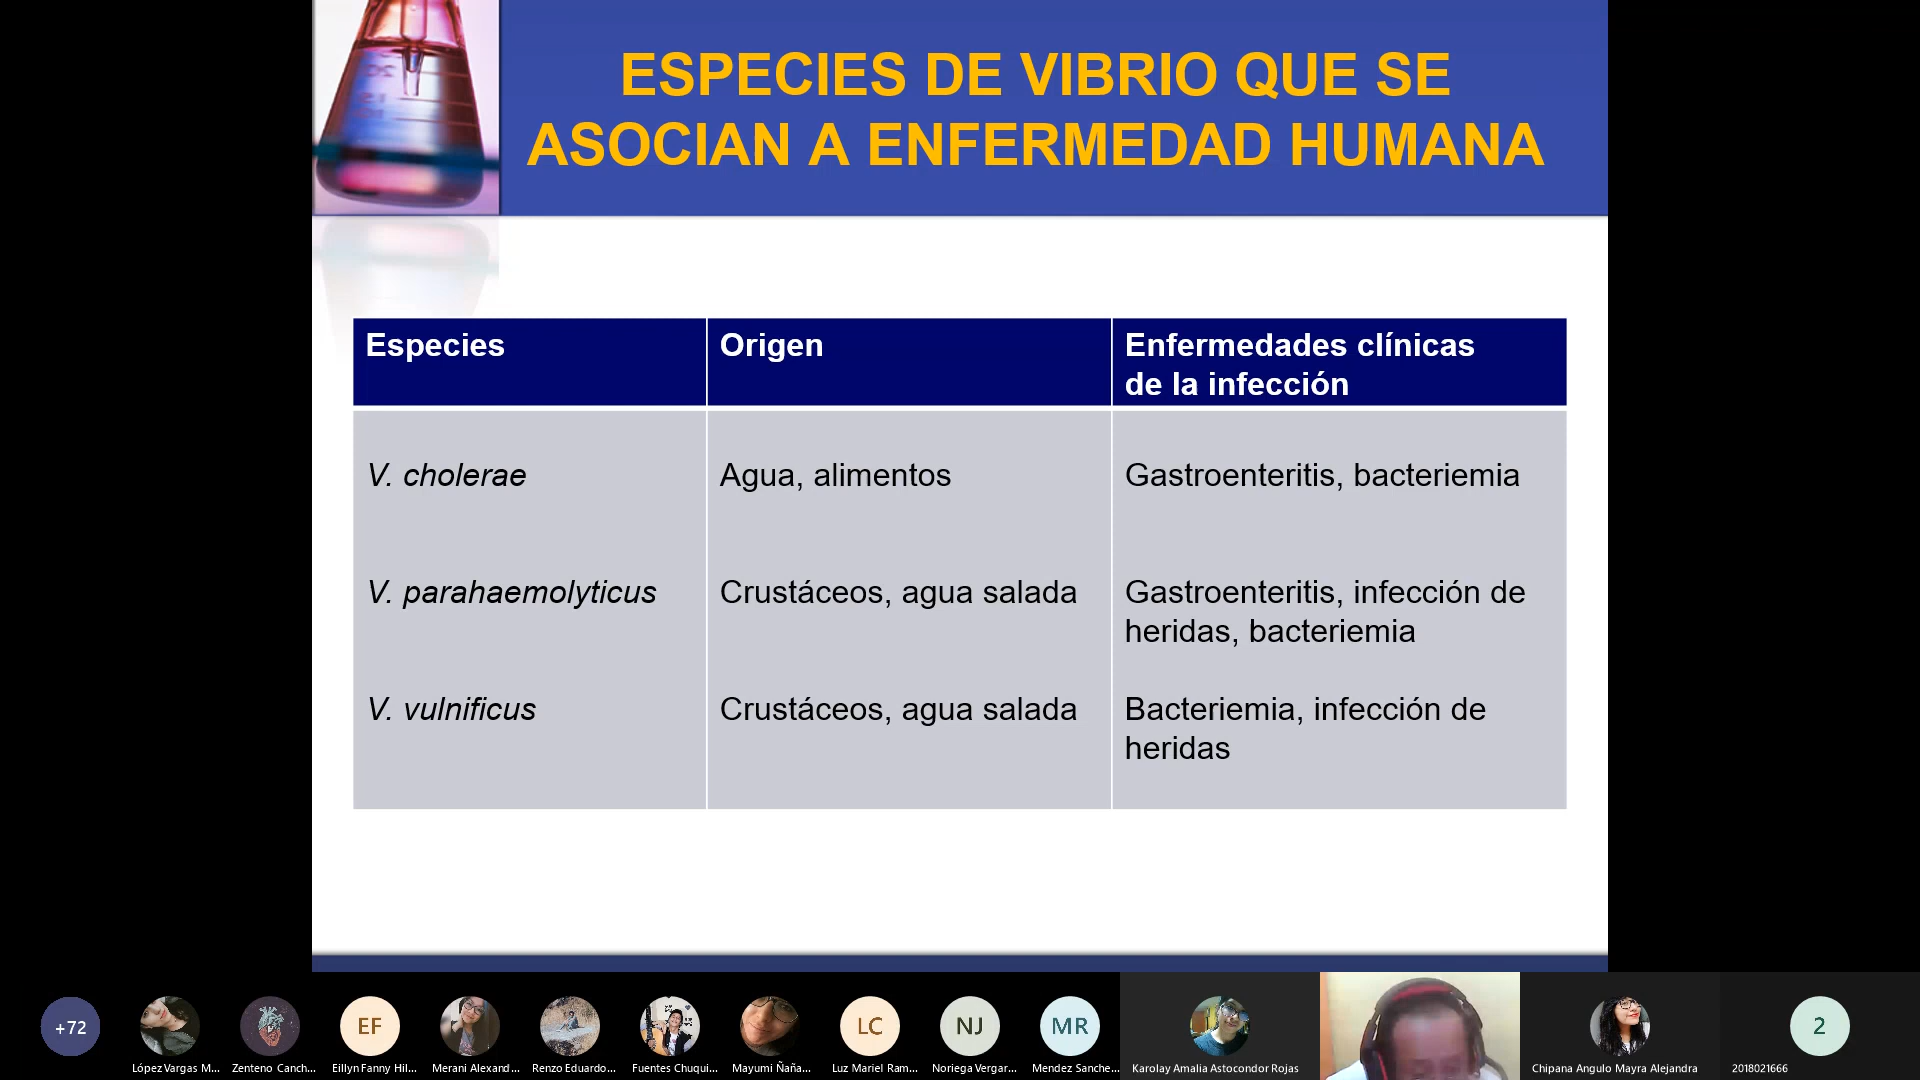 ESPECIES DE VIBRIO QUE SE
ASOCIAN A ENFERMEDAD HUMANA
Especies
Origen
Enfermedades clínicas
de la infección
V. cholerae
Agua, alimentos
Gastroenteritis, bacteriemia
V. parahaemolyticus
Crustáceos, agua salada
Gastroenteritis, infección de
heridas, bacteriemia
V. vulnificus
Crustáceos, agua salada
Bacteriemia, infección de
heridas
+72
EF
LC
NJ
MR
2
López Vargas M...
Zenteno Canch...
Eillyn Fanny Hil...
Merani Alexand...
Renzo Eduardo...
Fuentes Chuqui...
Mayumi Ñaña...
Luz Mariel Ram...
Noriega Vergar...
Mendez Sanche...
Karolay Amalia Astocondor Rojas
Chipana Angulo Mayra Alejandra
2018021666